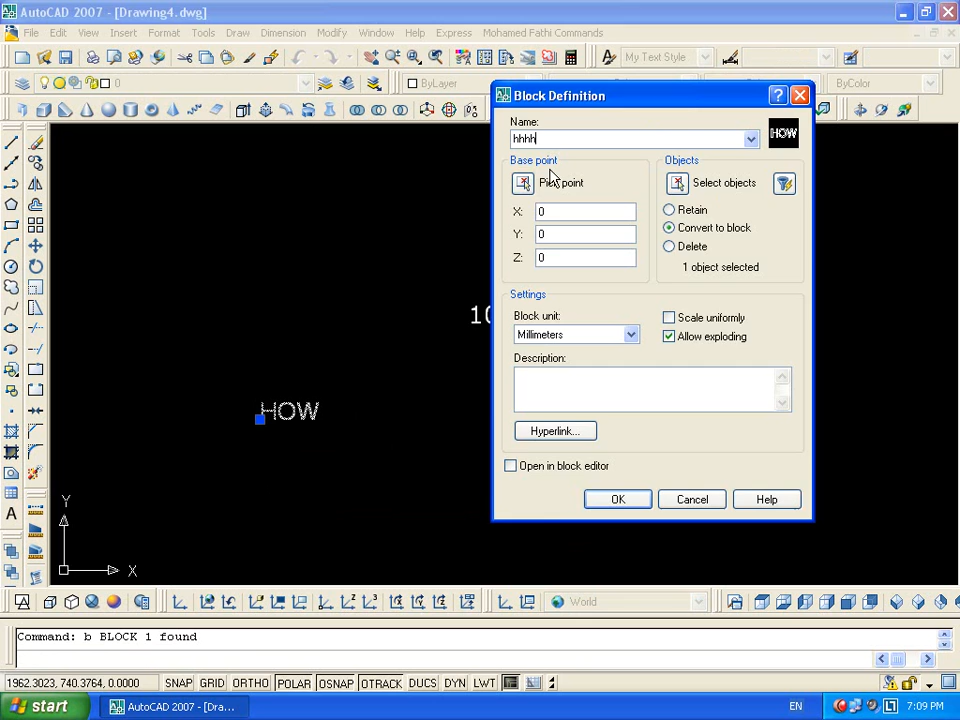 AutoCAD 2007 - [Drawing4.dwg]
File Edit View Insert Format Tools Draw Dimension Modify Window Help Express Mohamed Fathi Commands
My Text Style
0 ByLayer ByColor
Block Definition
Name:
hhhh
HOW
Base point
Pick point
X: 0
Y: 0
Z: 0
Objects
Select objects
Retain
Convert to block
Delete
1 object selected
Settings
Block unit:
Millimeters
Scale uniformly
Allow exploding
Description:
Hyperlink...
Open in block editor
OK Cancel Help
10
HOW
Y
X
World
Command: b BLOCK 1 found
1962.3023, 740.3764, 0.0000 SNAP GRID ORTHO POLAR OSNAP OTRACK DUCS DYN LWT
start AutoCAD 2007 - [Dra... EN 7:09 PM